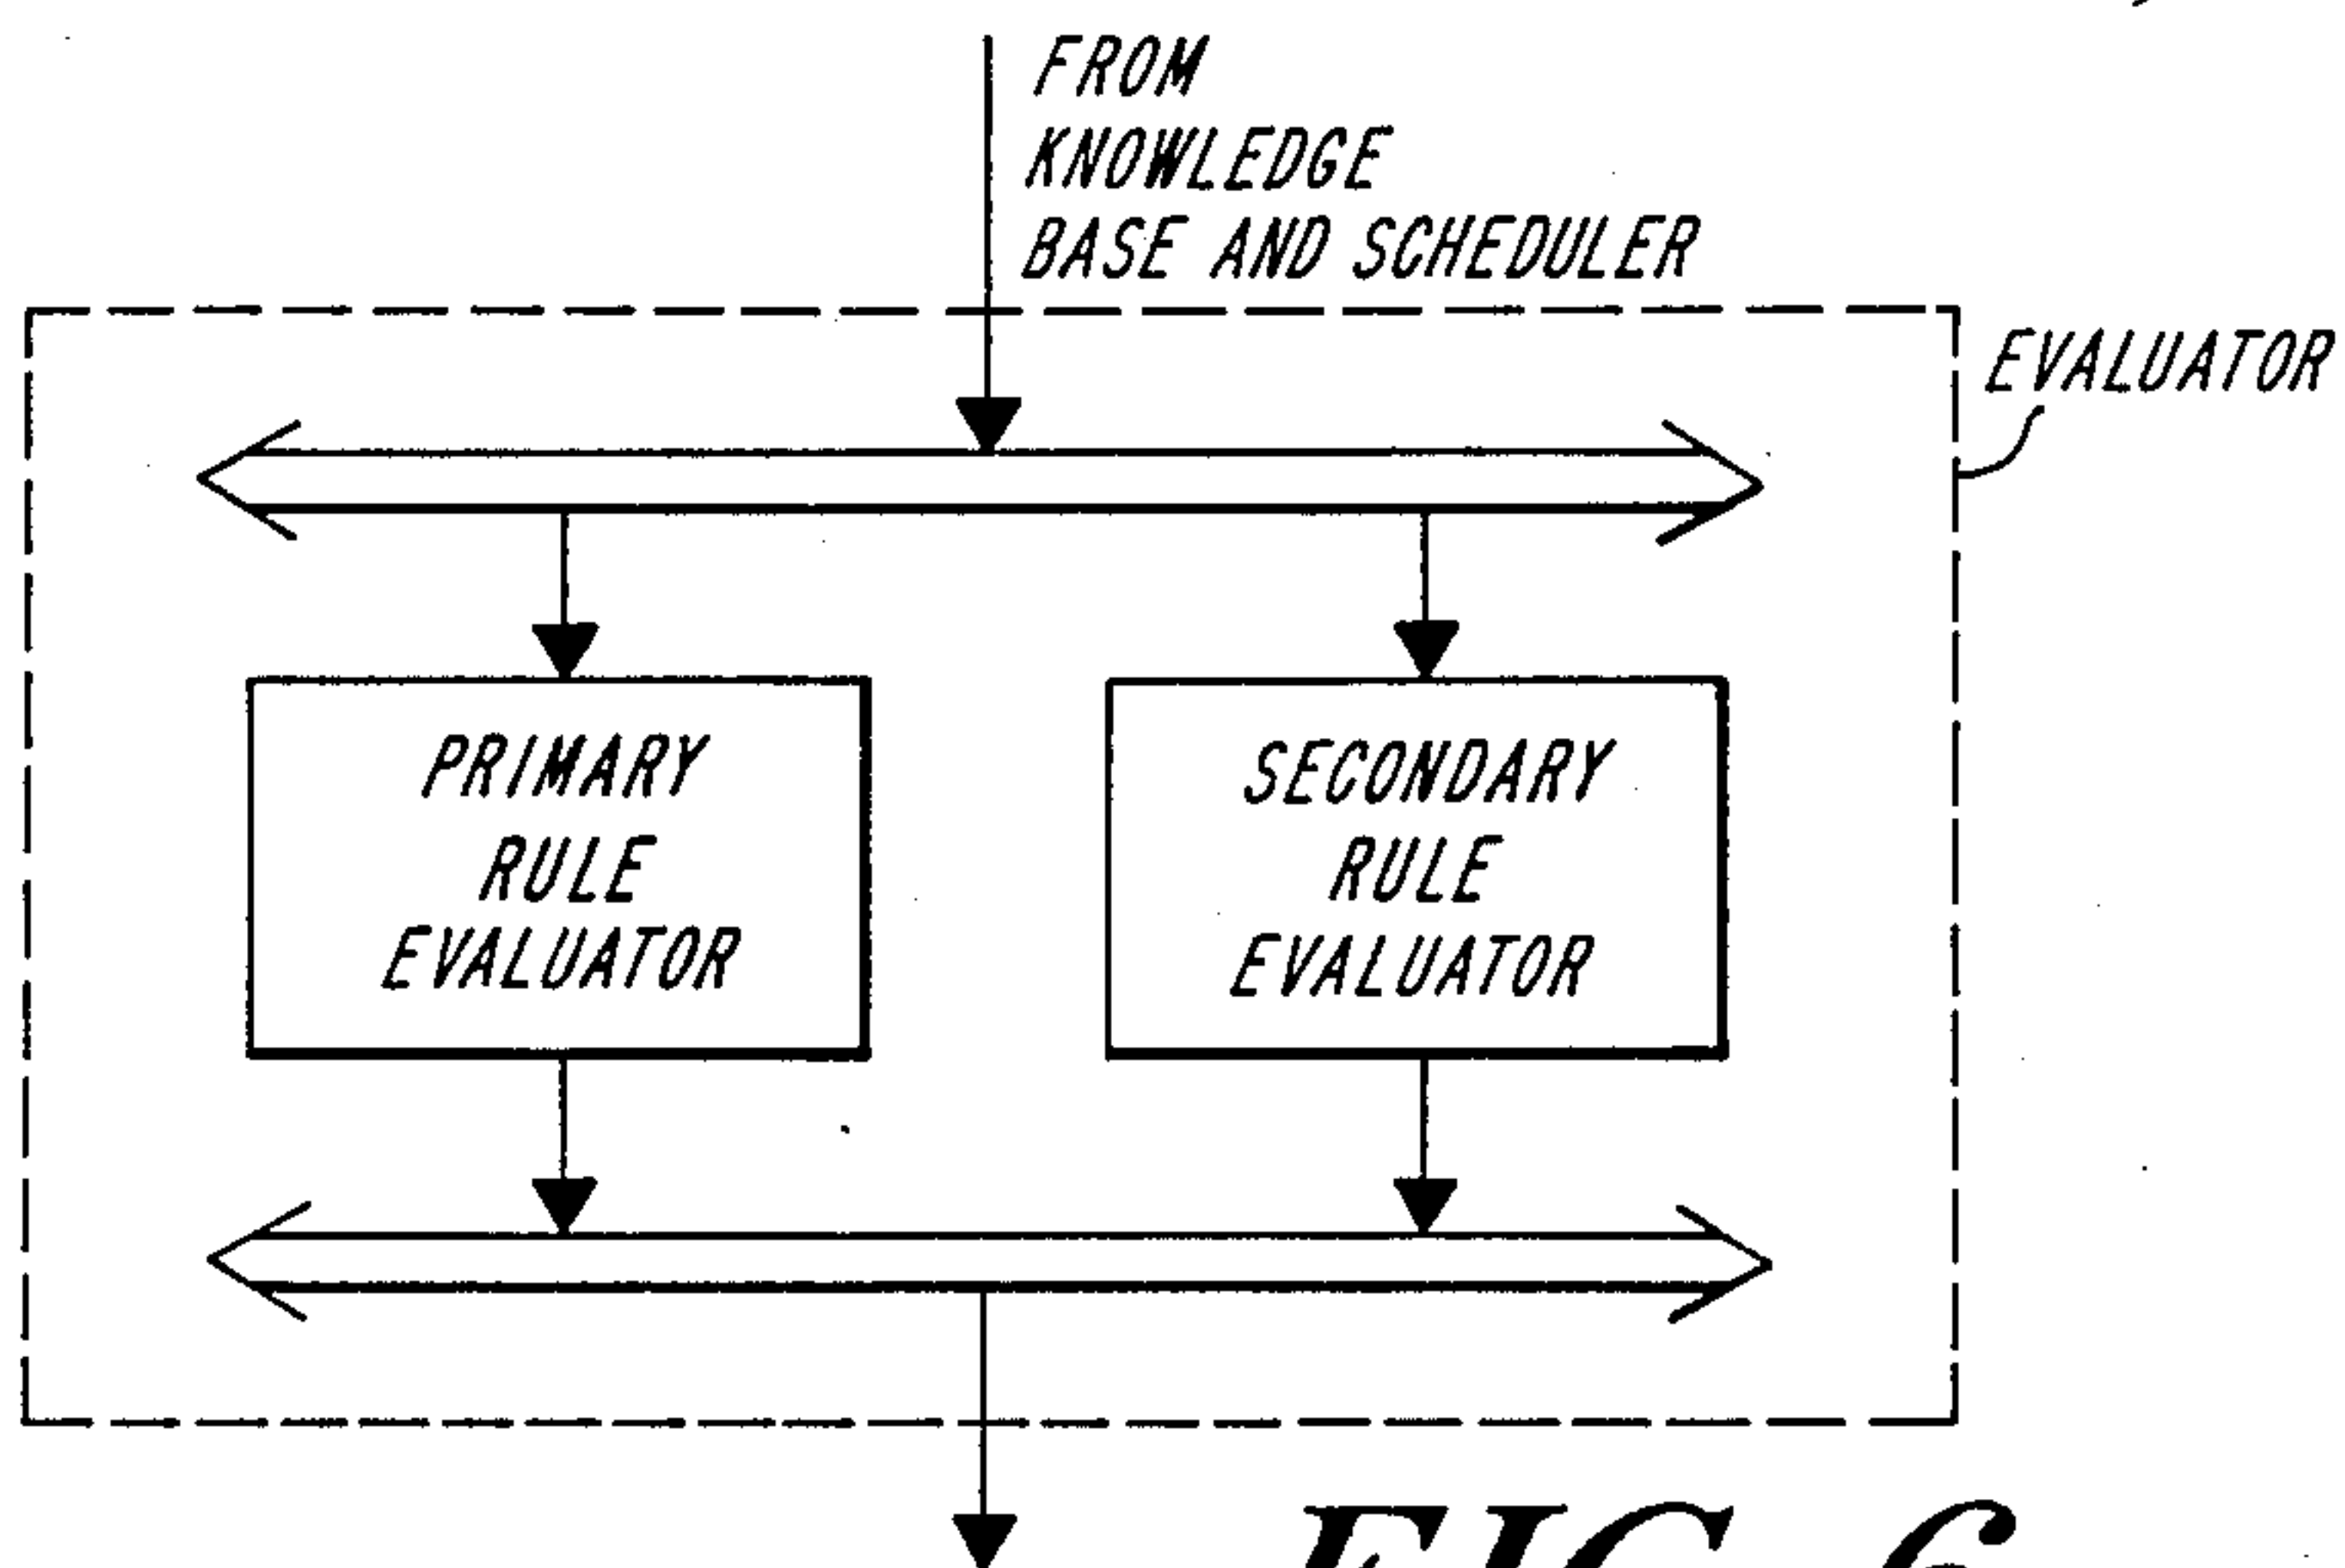 FROM
KNOWLEDGE
BASE AND SCHEDULER
EVALUATOR
PRIMARY
RULE
EVALUATOR
SECONDARY
RULE
EVALUATOR